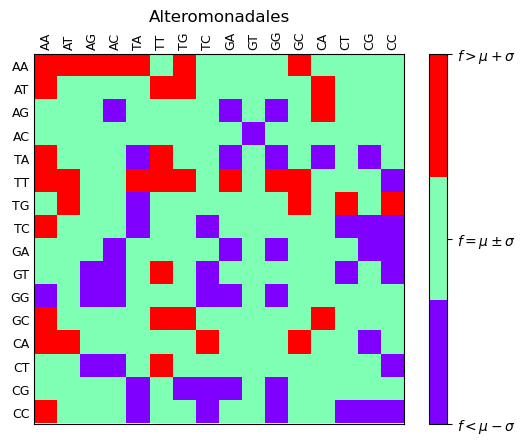 Alteromonadales
AA AT AG AC TA TT TG TC GA GT GG GC CA CT CG CC
AA
AT
AG
AC
TA
TT
TG
TC
GA
GT
GG
GC
CA
CT
CG
CC
f > μ + σ
f = μ ± σ
f < μ − σ